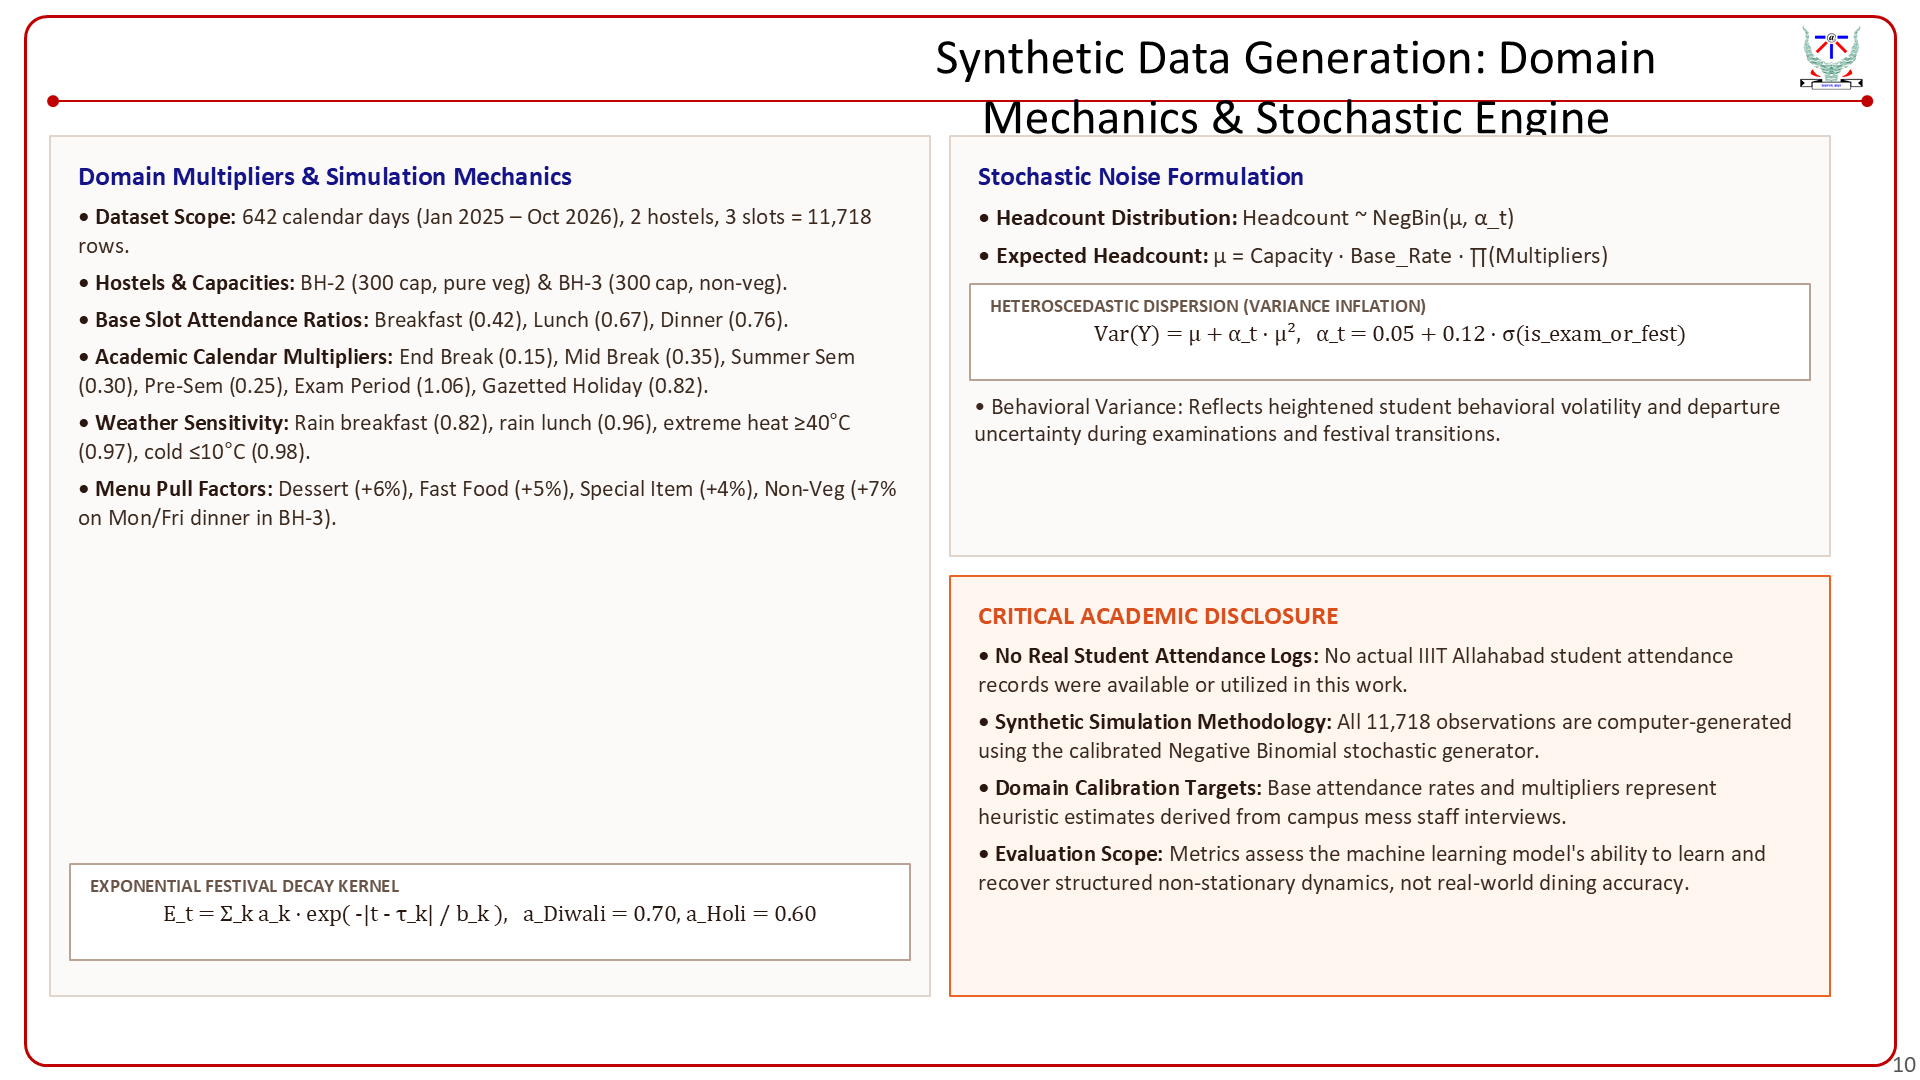 Synthetic Data Generation: Domain
Mechanics & Stochastic Engine
Domain Multipliers & Simulation Mechanics
• Dataset Scope: 642 calendar days (Jan 2025 – Oct 2026), 2 hostels, 3 slots = 11,718
rows.
• Hostels & Capacities: BH-2 (300 cap, pure veg) & BH-3 (300 cap, non-veg).
• Base Slot Attendance Ratios: Breakfast (0.42), Lunch (0.67), Dinner (0.76).
• Academic Calendar Multipliers: End Break (0.15), Mid Break (0.35), Summer Sem
(0.30), Pre-Sem (0.25), Exam Period (1.06), Gazetted Holiday (0.82).
• Weather Sensitivity: Rain breakfast (0.82), rain lunch (0.96), extreme heat ≥40°C
(0.97), cold ≤10°C (0.98).
• Menu Pull Factors: Dessert (+6%), Fast Food (+5%), Special Item (+4%), Non-Veg (+7%
on Mon/Fri dinner in BH-3).
EXPONENTIAL FESTIVAL DECAY KERNEL
E_t = Σ_k a_k · exp( -|t - τ_k| / b_k ),   a_Diwali = 0.70, a_Holi = 0.60
Stochastic Noise Formulation
• Headcount Distribution: Headcount ~ NegBin(μ, α_t)
• Expected Headcount: μ = Capacity · Base_Rate · ∏(Multipliers)
HETEROSCEDASTIC DISPERSION (VARIANCE INFLATION)
Var(Y) = μ + α_t · μ²,   α_t = 0.05 + 0.12 · σ(is_exam_or_fest)
• Behavioral Variance: Reflects heightened student behavioral volatility and departure
uncertainty during examinations and festival transitions.
CRITICAL ACADEMIC DISCLOSURE
• No Real Student Attendance Logs: No actual IIIT Allahabad student attendance
records were available or utilized in this work.
• Synthetic Simulation Methodology: All 11,718 observations are computer-generated
using the calibrated Negative Binomial stochastic generator.
• Domain Calibration Targets: Base attendance rates and multipliers represent
heuristic estimates derived from campus mess staff interviews.
• Evaluation Scope: Metrics assess the machine learning model's ability to learn and
recover structured non-stationary dynamics, not real-world dining accuracy.
10